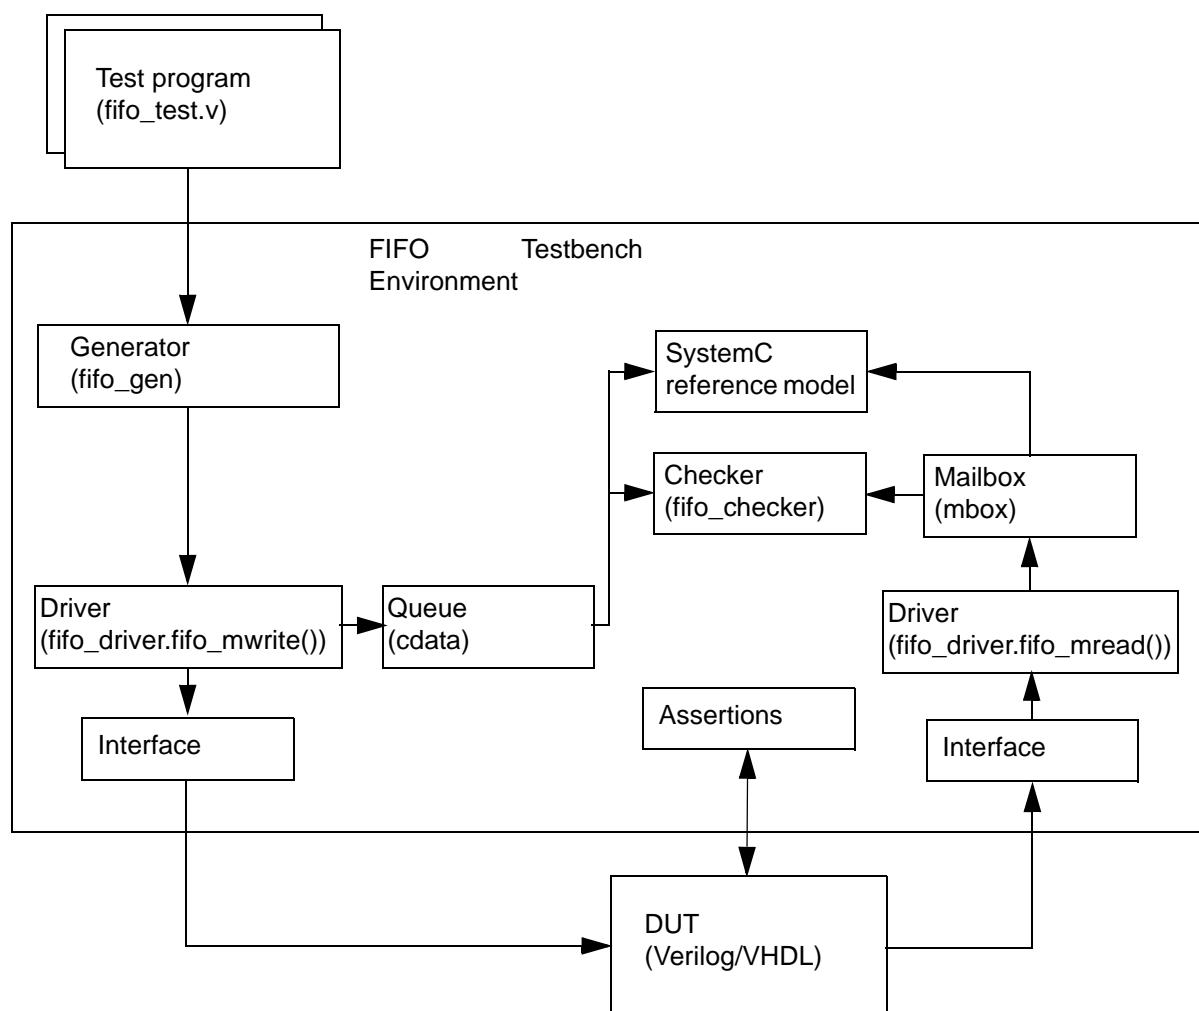 Test program
(fifo_test.v)
FIFO Testbench
Environment
Generator
(fifo_gen)
SystemC
reference model
Checker
(fifo_checker)
Mailbox
(mbox)
Driver
(fifo_driver.fifo_mwrite())
Queue
(cdata)
Driver
(fifo_driver.fifo_mread())
Interface
Assertions
Interface
DUT
(Verilog/VHDL)